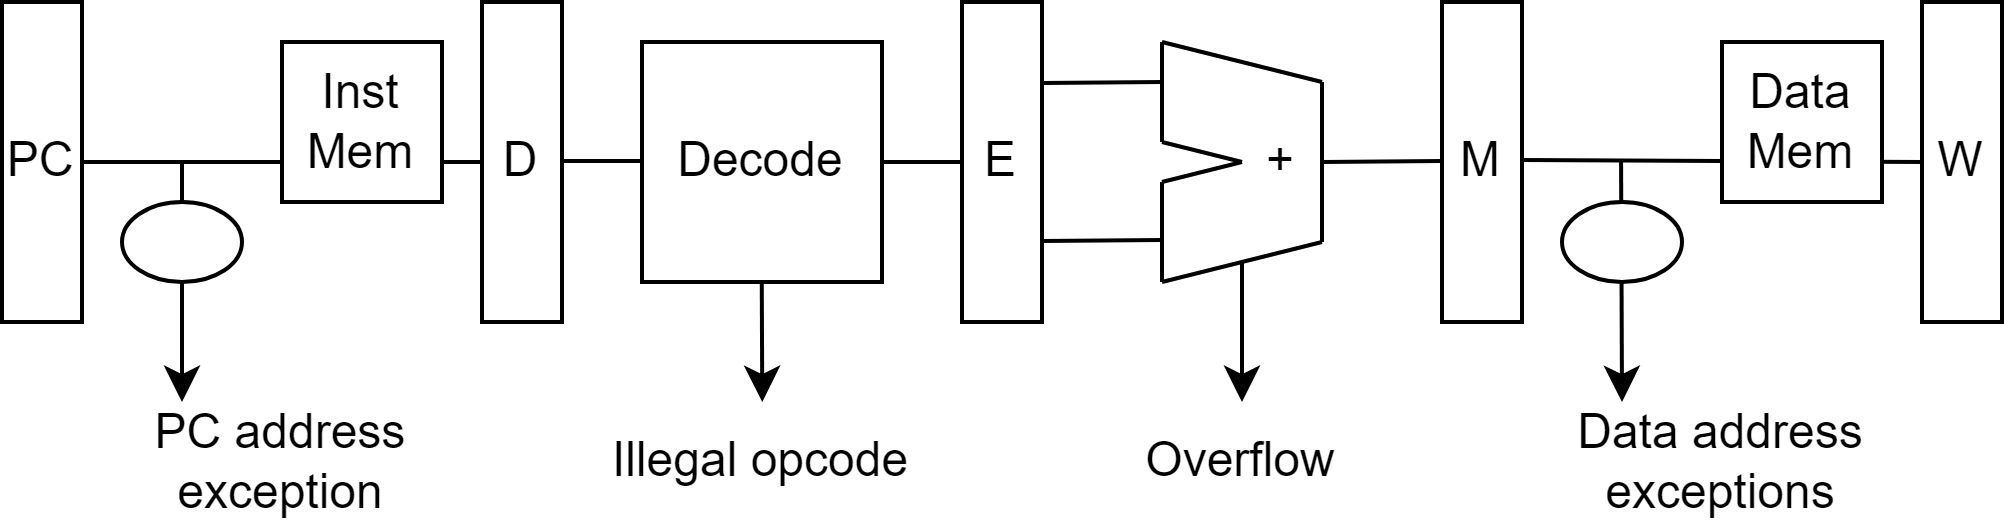 PC
Inst
Mem
D
Decode
E
+
M
Data
Mem
W
PC address
exception
Illegal opcode
Overflow
Data address
exceptions